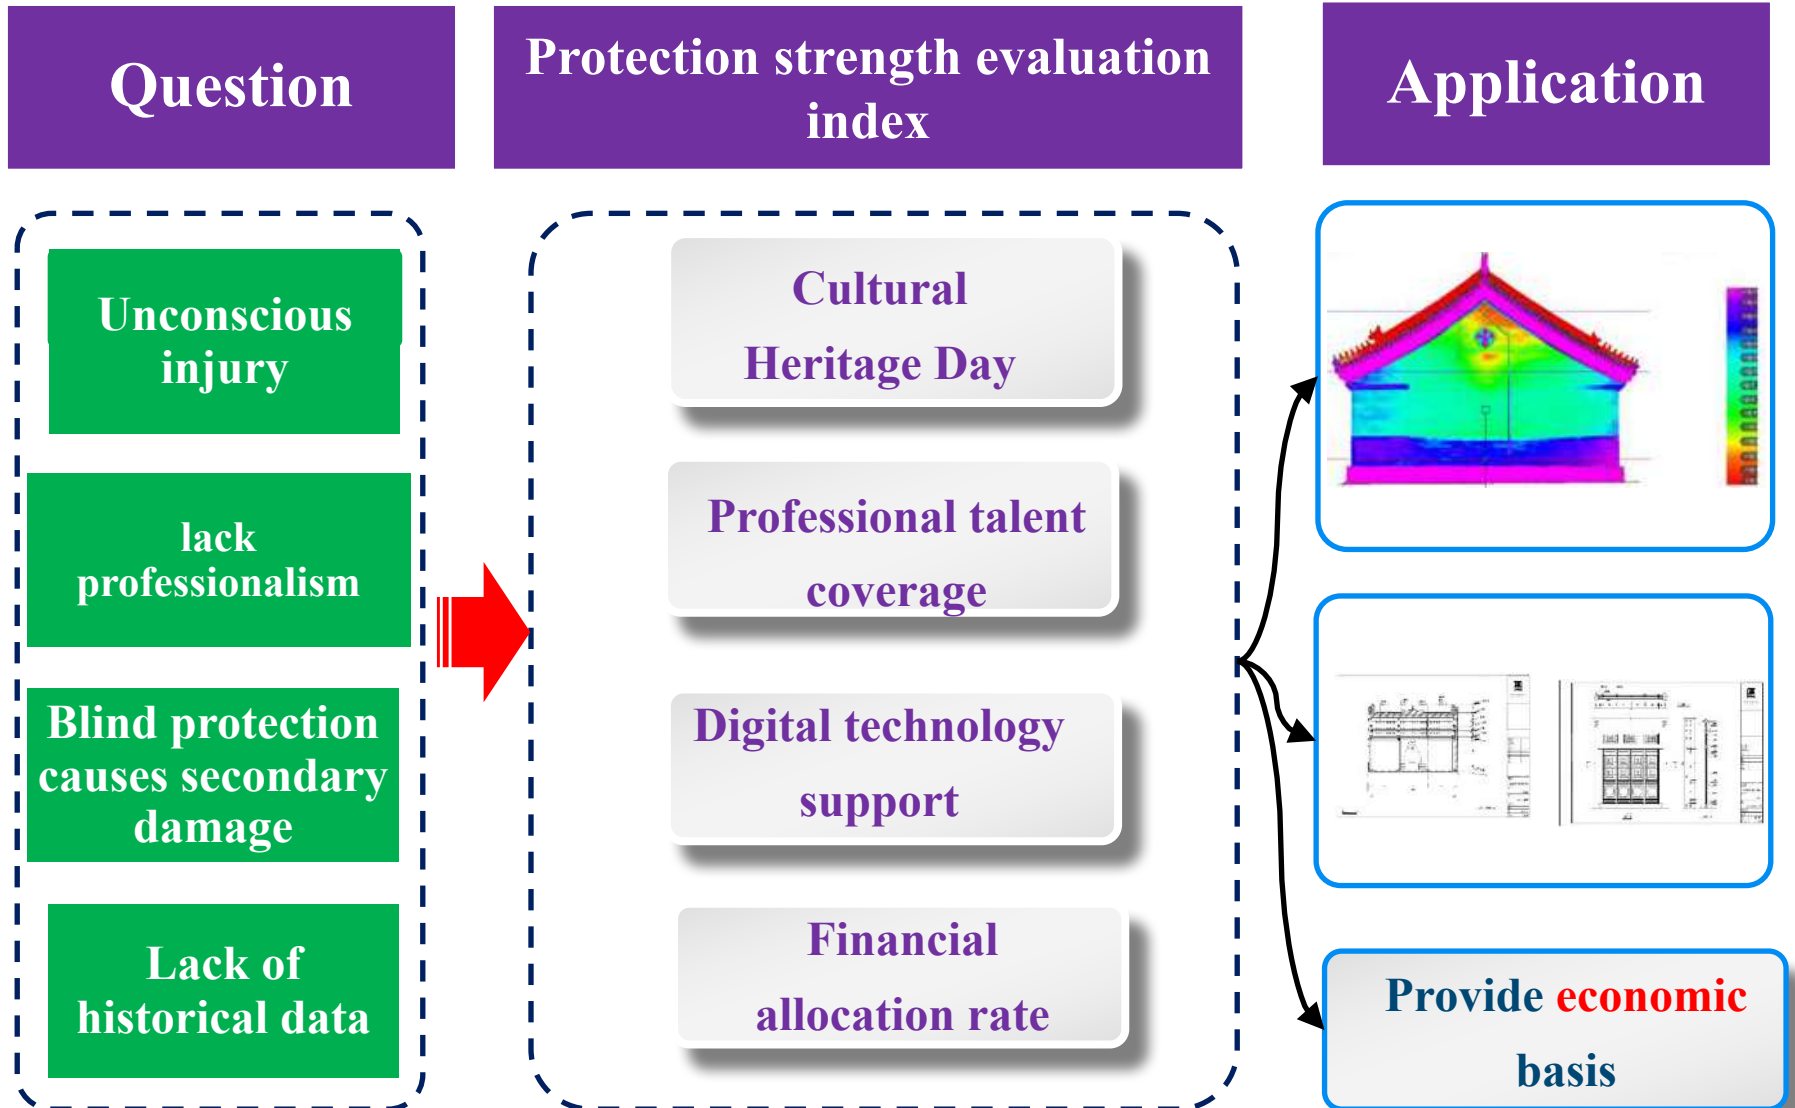 Question
Protection strength evaluation
index
Application
Unconscious
injury
lack
professionalism
Blind protection
causes secondary
damage
Lack of
historical data
Cultural
Heritage Day
Professional talent
coverage
Digital technology
support
Financial
allocation rate
Provide economic
basis